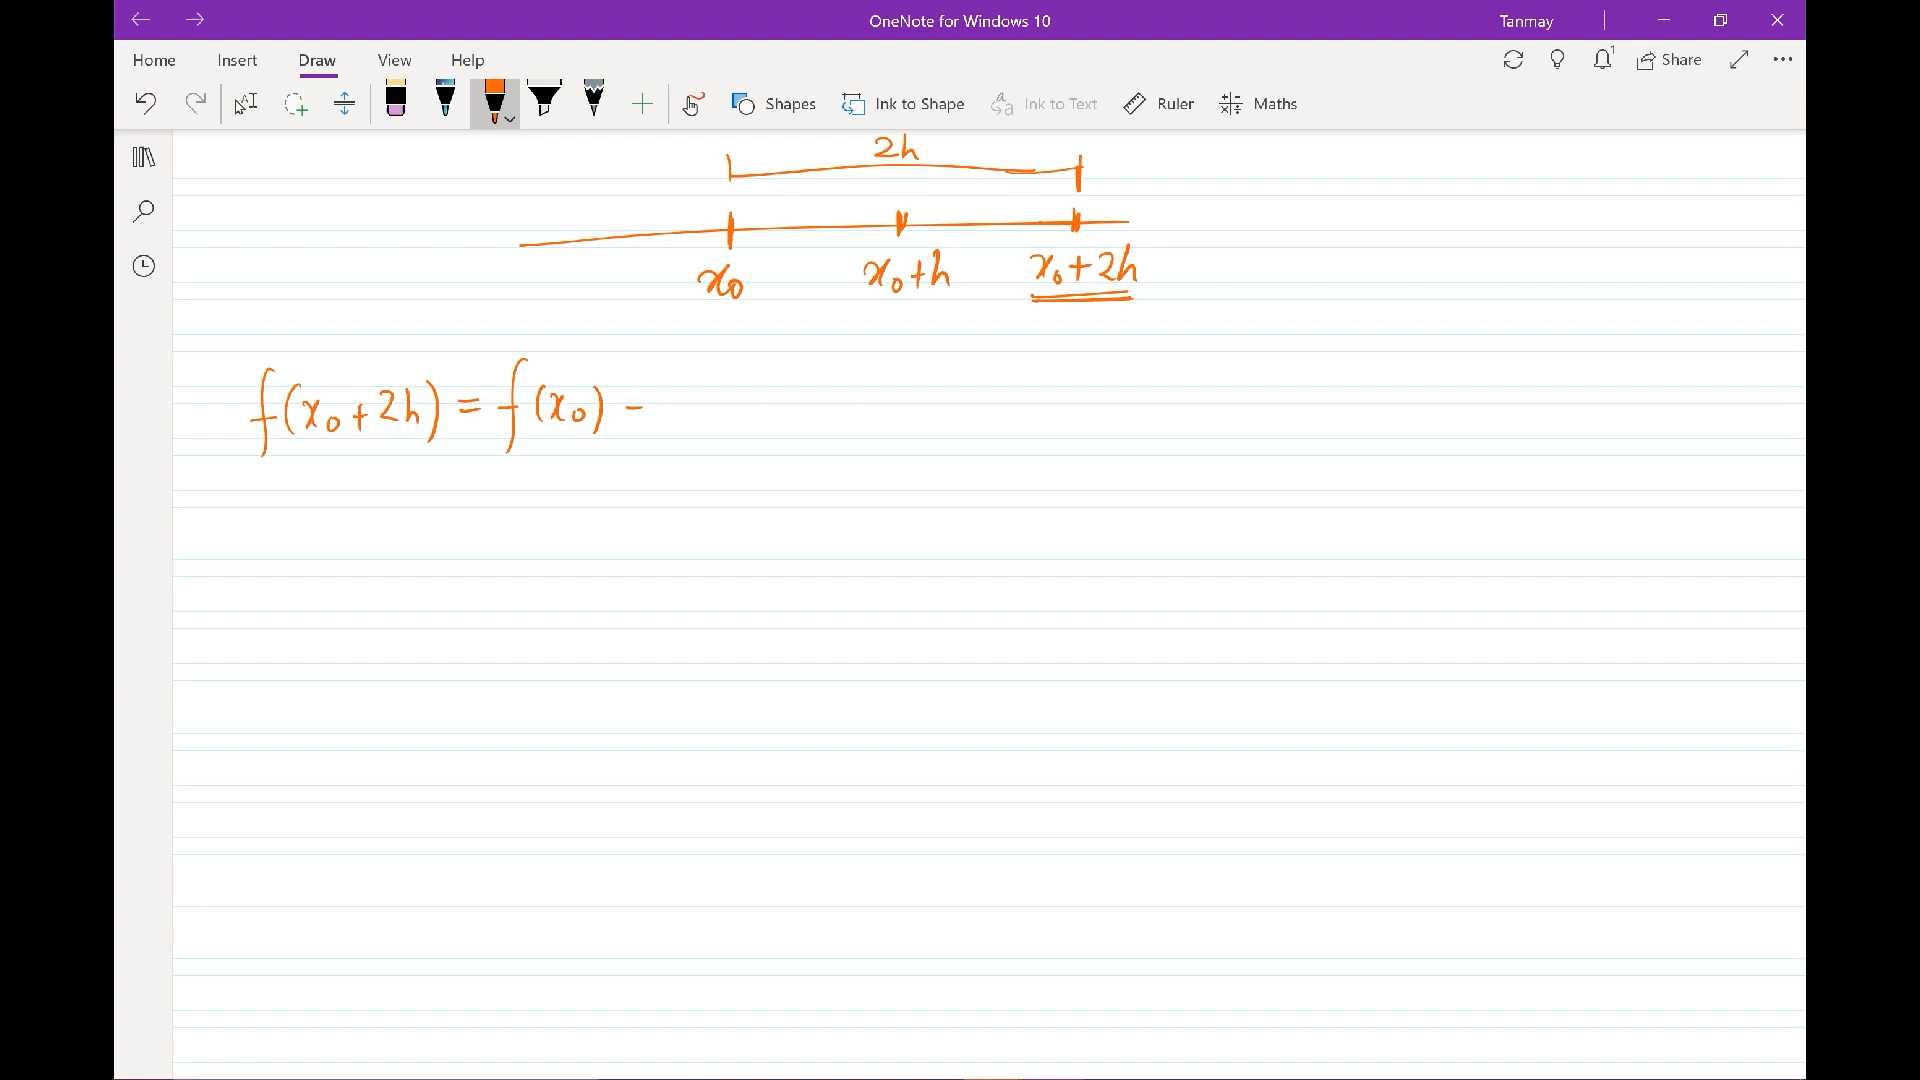 OneNote for Windows 10
Tanmay
Home Insert Draw View Help
1
Share
Shapes Ink to Shape Ink to Text Ruler Maths
2h
x₀ x₀+h x₀+2h
f(x₀+2h) = f(x₀) -